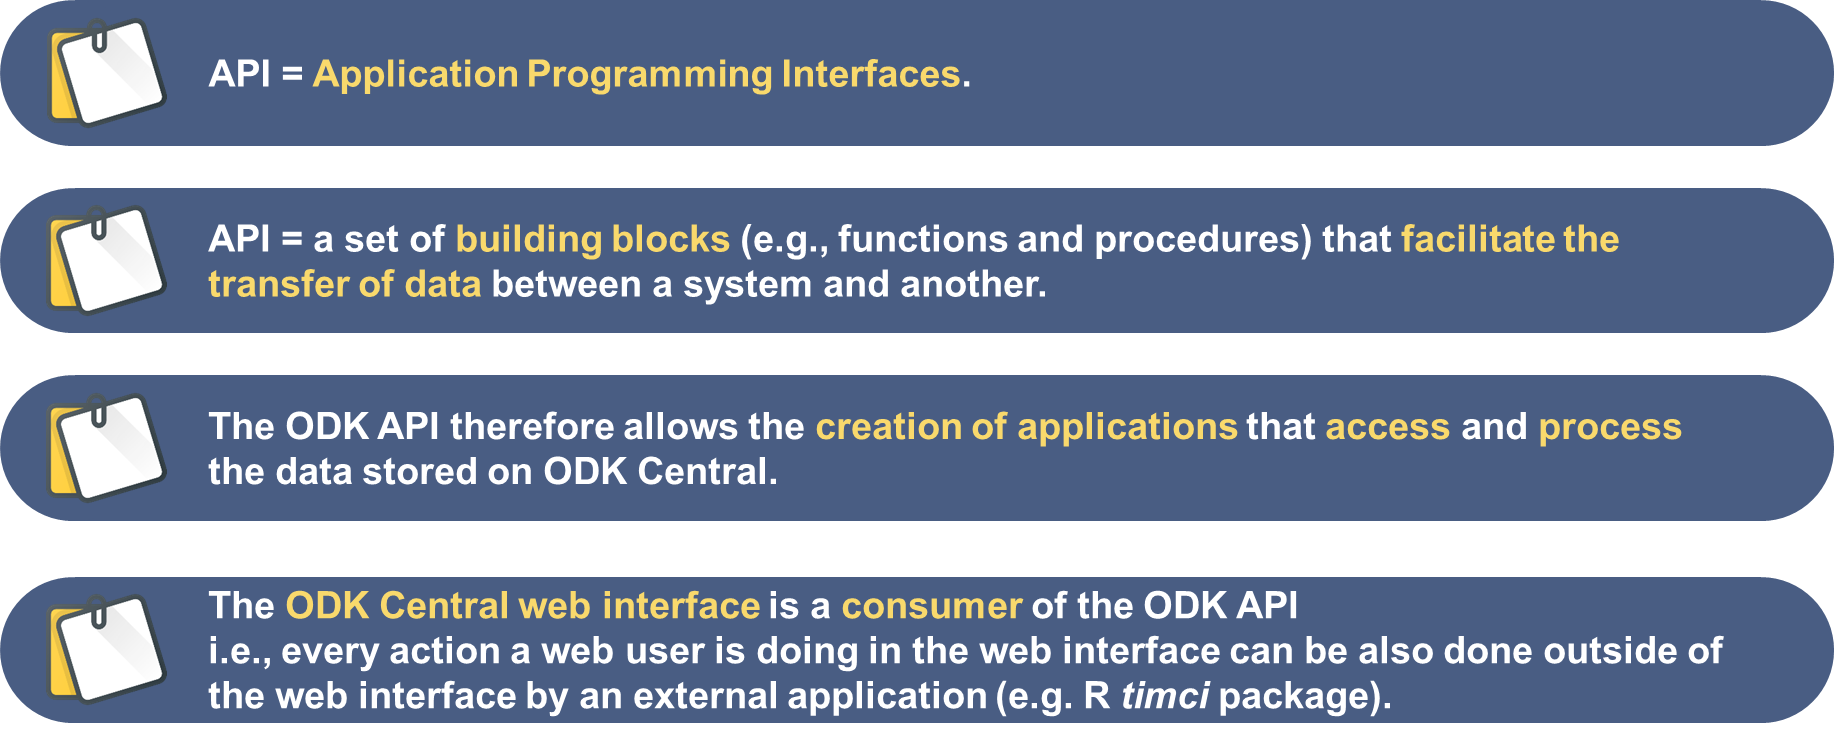 API = Application Programming Interfaces.
API = a set of building blocks (e.g., functions and procedures) that facilitate the
transfer of data between a system and another.
The ODK API therefore allows the creation of applications that access and process
the data stored on ODK Central.
The ODK Central web interface is a consumer of the ODK API
i.e., every action a web user is doing in the web interface can be also done outside of
the web interface by an external application (e.g. R timci package).